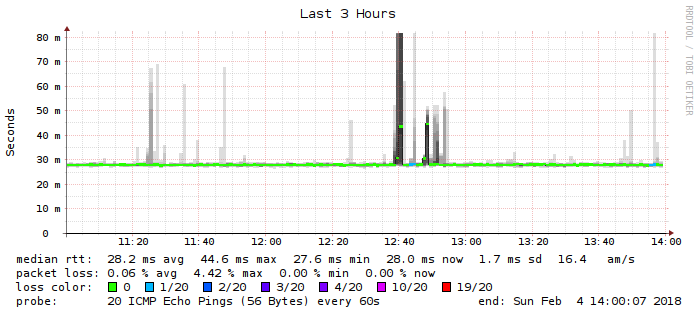 Last 3 Hours
RRDTOOL / TOBI OETIKER
Seconds
80 m
70 m
60 m
50 m
40 m
30 m
20 m
10 m
0
11:20 11:40 12:00 12:20 12:40 13:00 13:20 13:40 14:00
median rtt: 28.2 ms avg 44.6 ms max 27.6 ms min 28.0 ms now 1.7 ms sd 16.4 am/s
packet loss: 0.06 % avg 4.42 % max 0.00 % min 0.00 % now
loss color: 0 1/20 2/20 3/20 4/20 10/20 19/20
probe: 20 ICMP Echo Pings (56 Bytes) every 60s end: Sun Feb 4 14:00:07 2018